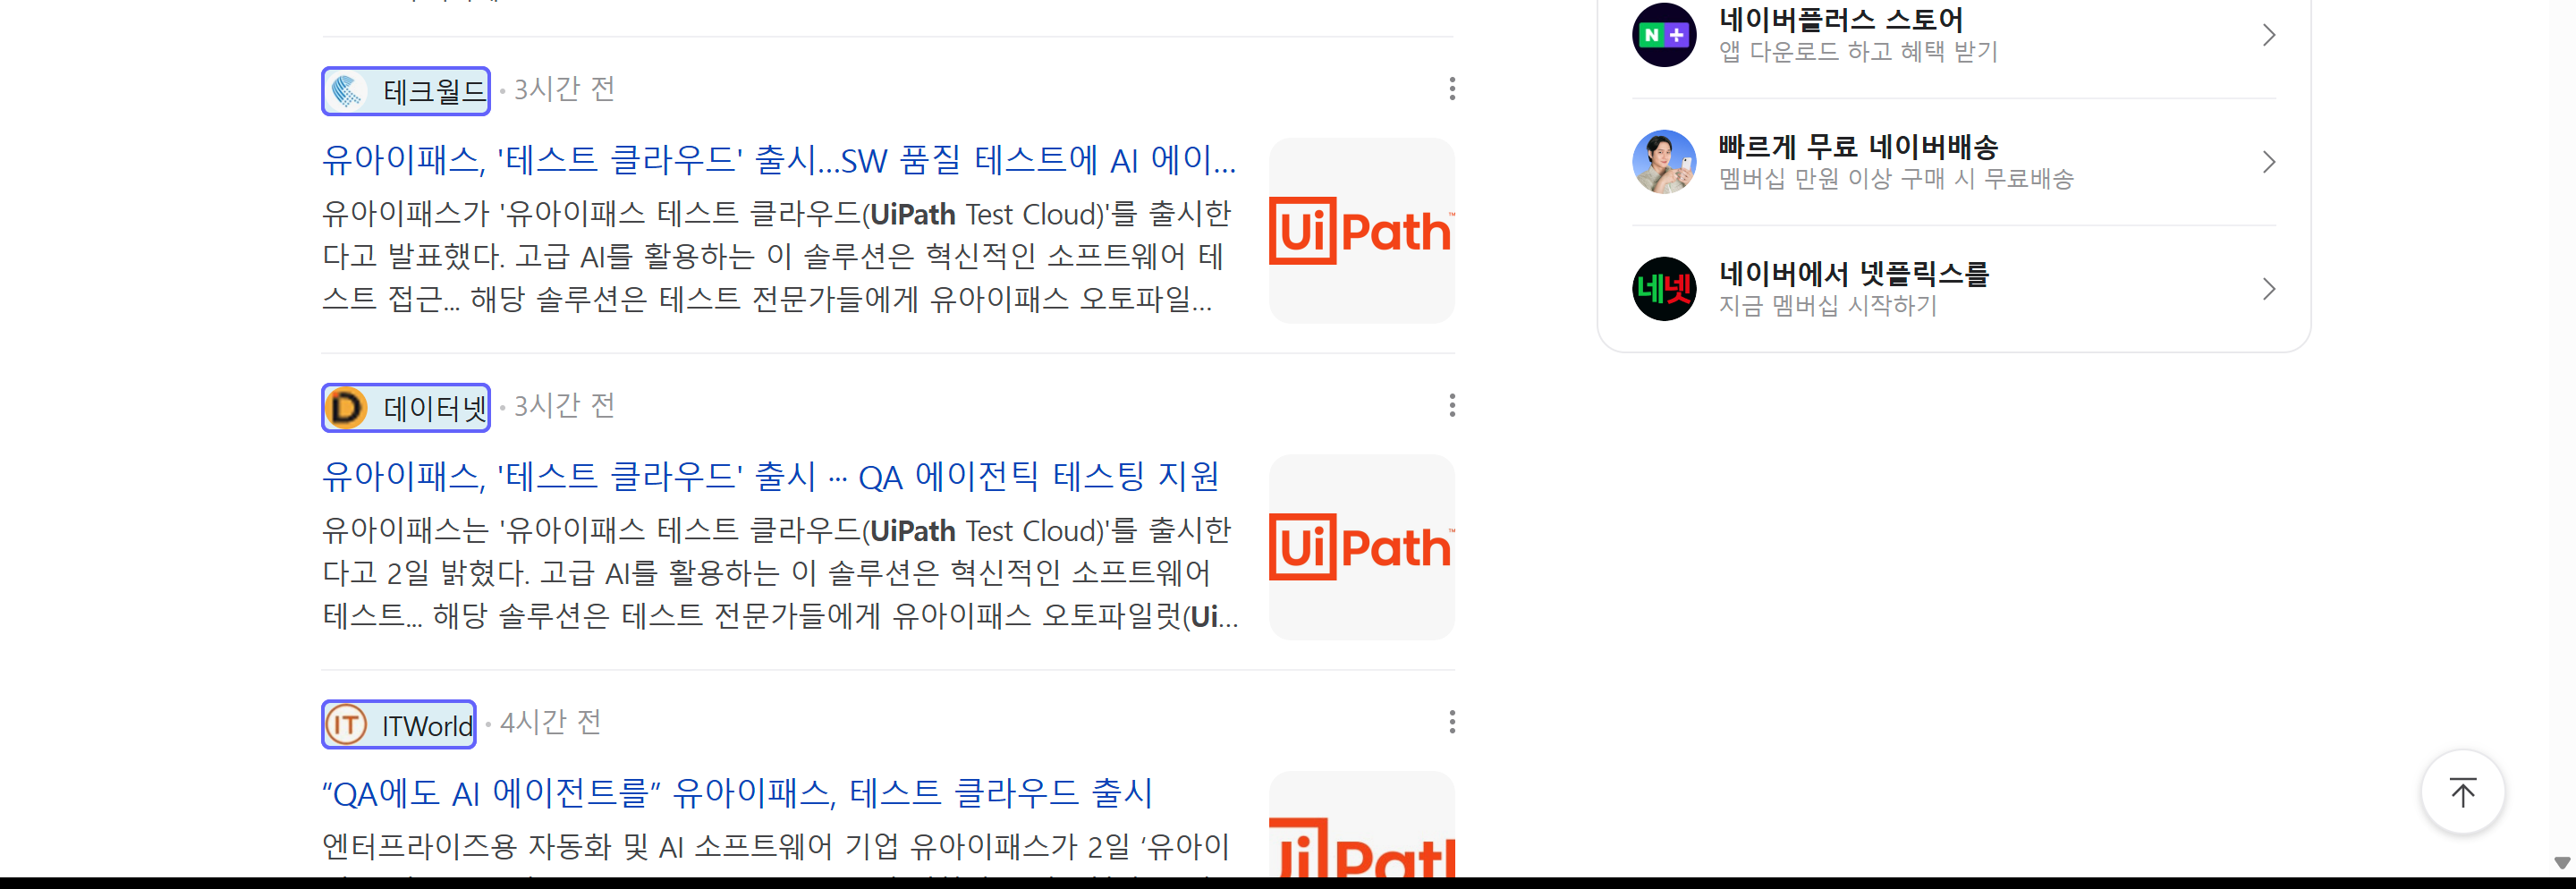 테크월드 • 3시간 전
유아이패스, '테스트 클라우드' 출시...SW 품질 테스트에 AI 에이...
유아이패스가 '유아이패스 테스트 클라우드(UiPath Test Cloud)'를 출시한
다고 발표했다. 고급 AI를 활용하는 이 솔루션은 혁신적인 소프트웨어 테
스트 접근... 해당 솔루션은 테스트 전문가들에게 유아이패스 오토파일...
UiPath™
데이터넷 • 3시간 전
유아이패스, '테스트 클라우드' 출시 … QA 에이전틱 테스팅 지원
유아이패스는 '유아이패스 테스트 클라우드(UiPath Test Cloud)'를 출시한
다고 2일 밝혔다. 고급 AI를 활용하는 이 솔루션은 혁신적인 소프트웨어
테스트... 해당 솔루션은 테스트 전문가들에게 유아이패스 오토파일럿(Ui...
UiPath™
IT ITWorld • 4시간 전
“QA에도 AI 에이전트를” 유아이패스, 테스트 클라우드 출시
엔터프라이즈용 자동화 및 AI 소프트웨어 기업 유아이패스가 2일 ‘유아이
UiPath
N+ 네이버플러스 스토어
앱 다운로드 하고 혜택 받기
빠르게 무료 네이버배송
멤버십 만원 이상 구매 시 무료배송
네넷 네이버에서 넷플릭스를
지금 멤버십 시작하기